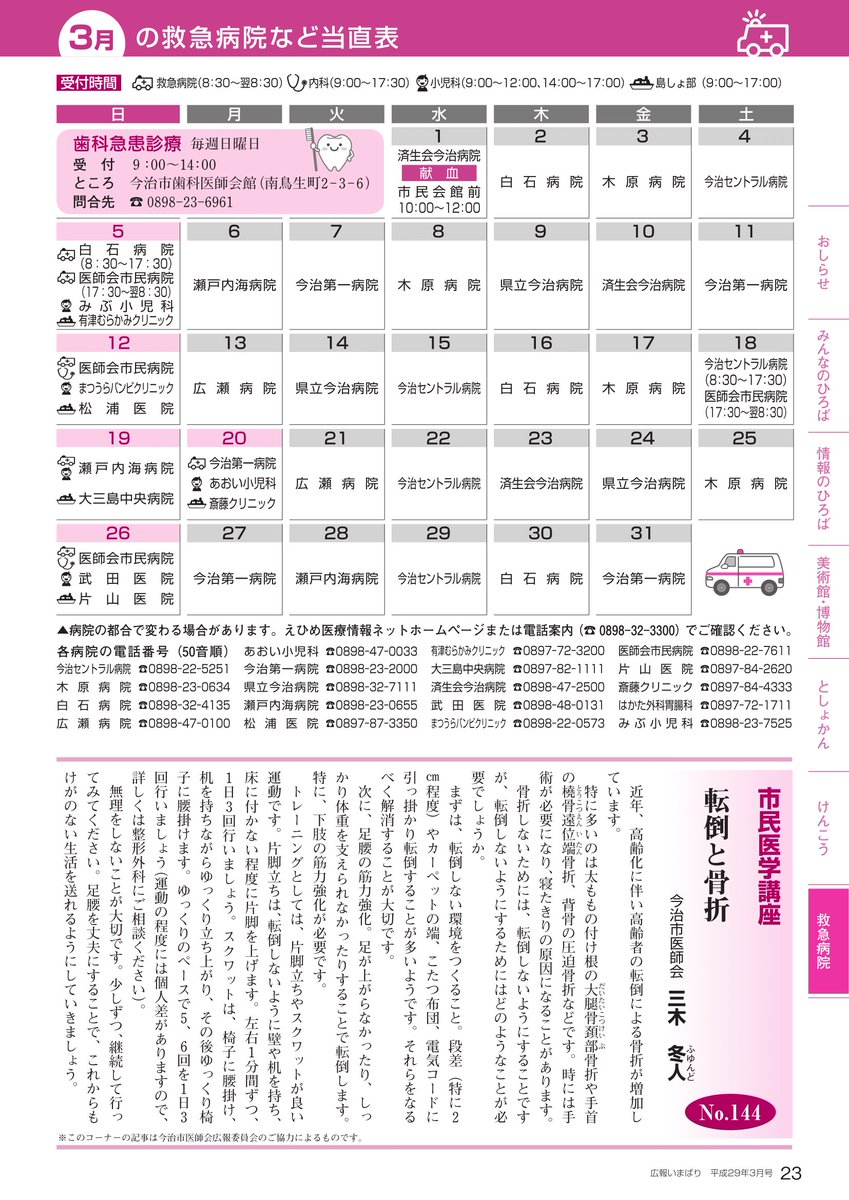 3月 の救急病院など当直表
受付時間 救急病院(8:30〜翌8:30) 内科(9:00〜17:30) 小児科(9:00〜12:00、14:00〜17:00) 島しょ部 (9:00〜17:00)
日 月 火 水 木 金 土
歯科急患診療 毎週日曜日
受付 9:00〜14:00
ところ 今治市歯科医師会館(南鳥生町2-3-6)
問合先 ☎0898-23-6961
1
済生会今治病院
献血
市民会館前
10:00〜12:00
2
白石病院
3
木原病院
4
今治セントラル病院
5
白石病院
(8:30〜17:30)
医師会市民病院
(17:30〜翌8:30)
みぶ小児科
有津むらかみクリニック
6
瀬戸内海病院
7
今治第一病院
8
木原病院
9
県立今治病院
10
済生会今治病院
11
今治第一病院
12
医師会市民病院
まつうらバンビクリニック
松浦医院
13
広瀬病院
14
県立今治病院
15
今治セントラル病院
16
白石病院
17
木原病院
18
今治セントラル病院
(8:30〜17:30)
医師会市民病院
(17:30〜翌8:30)
19
瀬戸内海病院
大三島中央病院
20
今治第一病院
あおい小児科
斎藤クリニック
21
広瀬病院
22
今治セントラル病院
23
済生会今治病院
24
県立今治病院
25
木原病院
26
医師会市民病院
武田医院
片山医院
27
今治第一病院
28
瀬戸内海病院
29
今治セントラル病院
30
白石病院
31
今治第一病院
▲病院の都合で変わる場合があります。えひめ医療情報ネットホームページまたは電話案内(☎0898-32-3300)でご確認ください。
各病院の電話番号(50音順) あおい小児科 ☎0898-47-0033 有津むらかみクリニック ☎0897-72-3200 医師会市民病院 ☎0898-22-7611
今治セントラル病院 ☎0898-22-5251 今治第一病院 ☎0898-23-2000 大三島中央病院 ☎0897-82-1111 片山医院 ☎0897-84-2620
木原病院 ☎0898-23-0634 県立今治病院 ☎0898-32-7111 済生会今治病院 ☎0898-47-2500 斎藤クリニック ☎0897-84-4333
白石病院 ☎0898-32-4135 瀬戸内海病院 ☎0898-23-0655 武田医院 ☎0898-48-0131 はかた外科胃腸科 ☎0897-72-1711
広瀬病院 ☎0898-47-0100 松浦医院 ☎0897-87-3350 まつうらバンビクリニック ☎0898-22-0573 みぶ小児科 ☎0898-23-7525
市民医学講座
転倒と骨折
今治市医師会 三木 冬人
ふゆんど
No.144
近年、高齢化に伴い高齢者の転倒による骨折が増加し
ています。
特に多いのは太ももの付け根の大腿骨頚部骨折や手首
だいたいこつけいぶ
の橈骨遠位端骨折、背骨の圧迫骨折などです。時には手
とうこつえんいたん
術が必要になり、寝たきりの原因になることがあります。
骨折しないためには、転倒しないようにすることです
が、転倒しないようにするためにはどのようなことが必
要でしょうか。
まずは、転倒しない環境をつくること。段差(特に2
㎝程度)やカーペットの端、こたつ布団、電気コードに
引っ掛かり転倒することが多いようです。それらをなる
べく解消することが大切です。
次に、足腰の筋力強化。足が上がらなかったり、しっ
かり体重を支えられなかったりすることで転倒します。
特に、下肢の筋力強化が必要です。
トレーニングとしては、片脚立ちやスクワットが良い
運動です。片脚立ちは、転倒しないように壁や机を持ち、
床に付かない程度に片脚を上げます。左右1分間ずつ、
1日3回行いましょう。スクワットは、椅子に腰掛け、
机を持ちながらゆっくり立ち上がり、その後ゆっくり椅
子に腰掛けます。ゆっくりのペースで5、6回を1日3
回行いましょう(運動の程度には個人差がありますので、
詳しくは整形外科にご相談ください)。
無理をしないことが大切です。少しずつ、継続して行っ
てみてください。足腰を丈夫にすることで、これからも
けがのない生活を送れるようにしていきましょう。
※このコーナーの記事は今治市医師会広報委員会のご協力によるものです。
おしらせ
みんなのひろば
情報のひろば
美術館・博物館
としょかん
けんこう
救急病院
広報いまばり 平成29年3月号 23